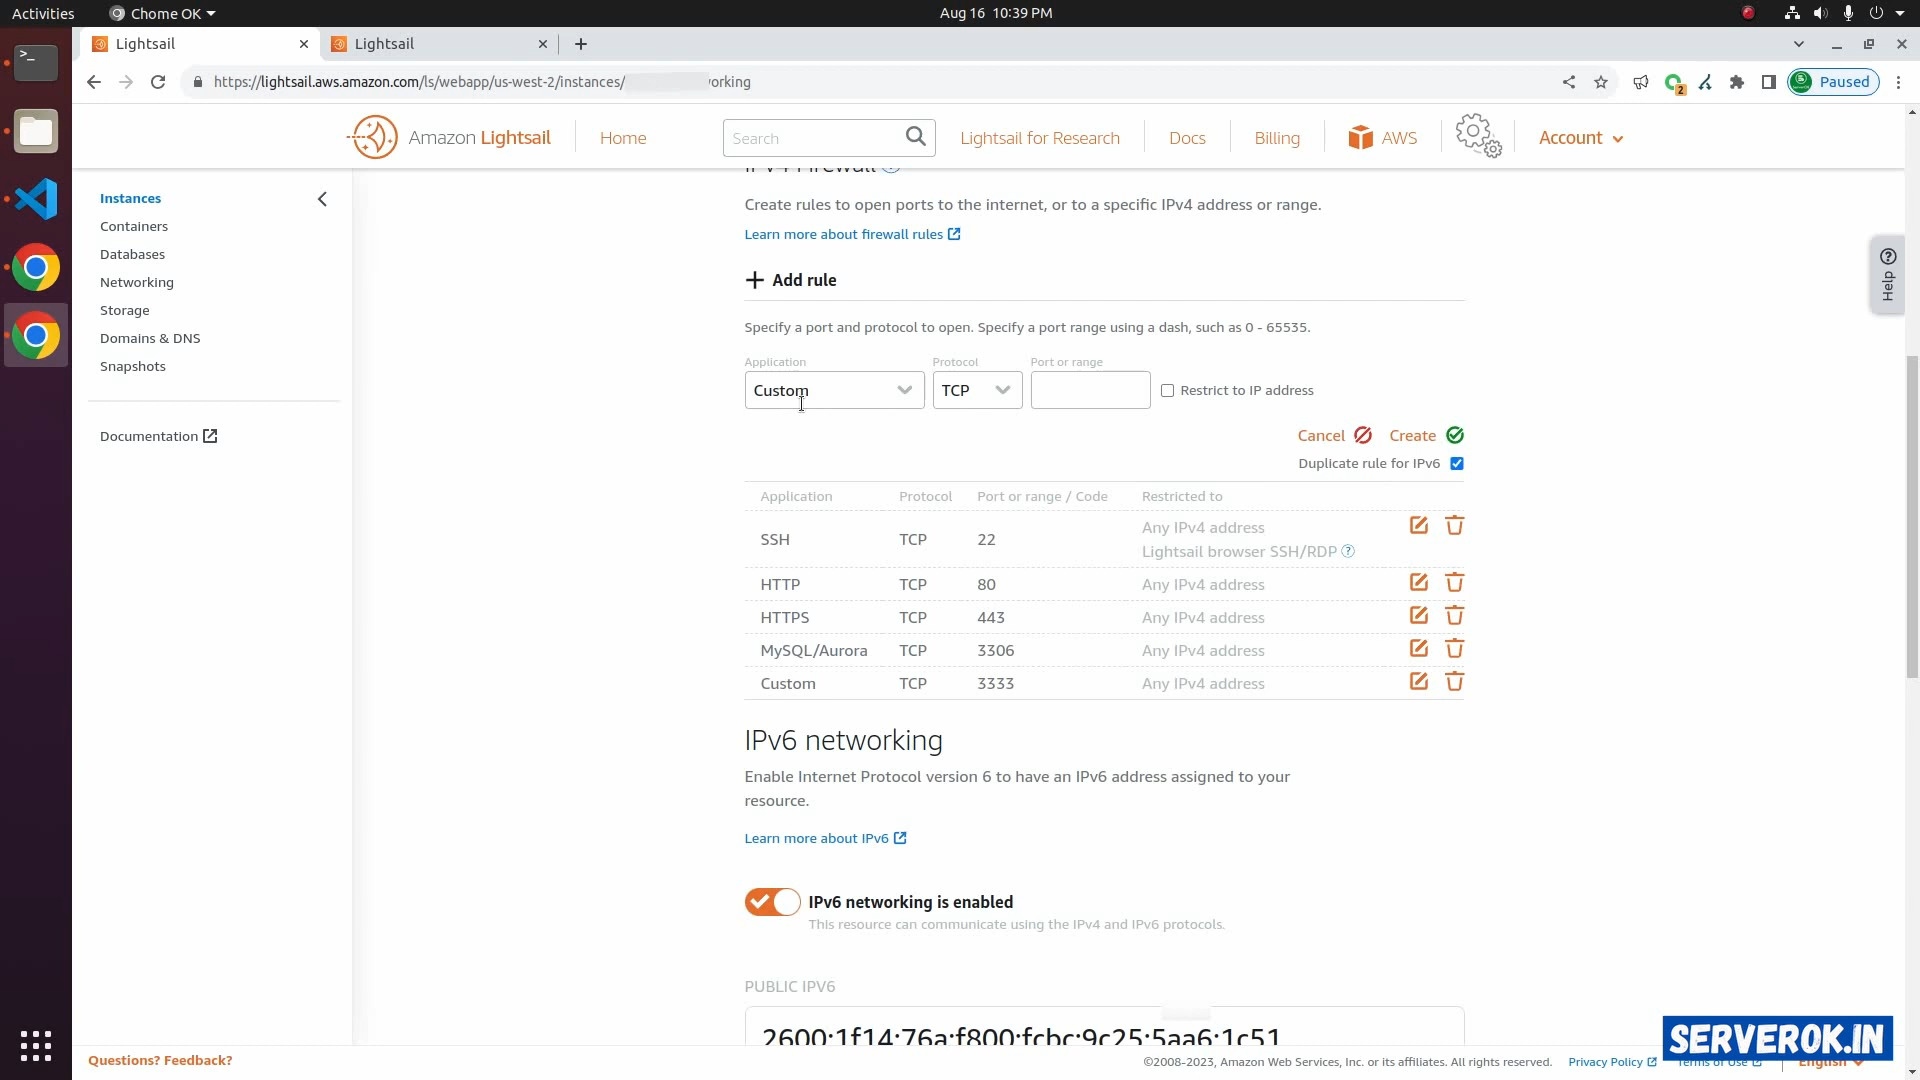 Activities
Chome OK
Aug 16 10:39 PM
Lightsail
Lightsail
https://lightsail.aws.amazon.com/ls/webapp/us-west-2/instances/
orking
2
Paused
Amazon Lightsail
Home
Search
Lightsail for Research
Docs
Billing
AWS
Account
Instances
Containers
Databases
Networking
Storage
Domains & DNS
Snapshots
Documentation
IPv4 Firewall
Create rules to open ports to the internet, or to a specific IPv4 address or range.
Learn more about firewall rules
Add rule
Specify a port and protocol to open. Specify a port range using a dash, such as 0 - 65535.
Application Protocol Port or range
Custom TCP Restrict to IP address
Cancel Create
Duplicate rule for IPv6
Application Protocol Port or range / Code Restricted to
SSH TCP 22 Any IPv4 address
Lightsail browser SSH/RDP ?
HTTP TCP 80 Any IPv4 address
HTTPS TCP 443 Any IPv4 address
MySQL/Aurora TCP 3306 Any IPv4 address
Custom TCP 3333 Any IPv4 address
IPv6 networking
Enable Internet Protocol version 6 to have an IPv6 address assigned to your
resource.
Learn more about IPv6
IPv6 networking is enabled
This resource can communicate using the IPv4 and IPv6 protocols.
PUBLIC IPV6
2600:1f14:76a:f800:fcbc:9c25:5aa6:1c51
Help
Questions? Feedback?
©2008-2023, Amazon Web Services, Inc. or its affiliates. All rights reserved.
Privacy Policy
Terms of Use
English
SERVEROK.IN